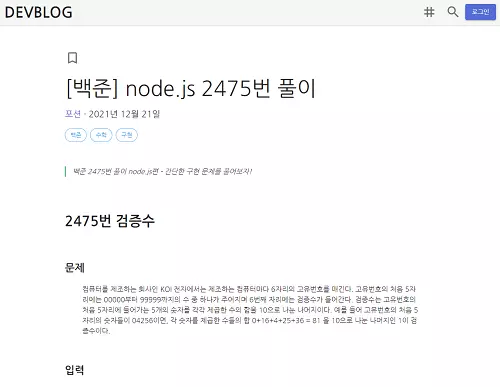 DEVBLOG
로그인
[백준] node.js 2475번 풀이
포션 · 2021년 12월 21일
백준 수학 구현
백준 2475번 풀이 node.js편 - 간단한 구현 문제를 풀어보자!
2475번 검증수
문제
컴퓨터를 제조하는 회사인 KOI 전자에서는 제조하는 컴퓨터마다 6자리의 고유번호를 매긴다. 고유번호의 처음 5자
리에는 00000부터 99999까지의 수 중 하나가 주어지며 6번째 자리에는 검증수가 들어간다. 검증수는 고유번호의
처음 5자리에 들어가는 5개의 숫자를 각각 제곱한 수의 합을 10으로 나눈 나머지이다. 예를 들어 고유번호의 처음 5
자리의 숫자들이 04256이면, 각 숫자를 제곱한 수들의 합 0+16+4+25+36 = 81 을 10으로 나눈 나머지인 1이 검
증수이다.
입력